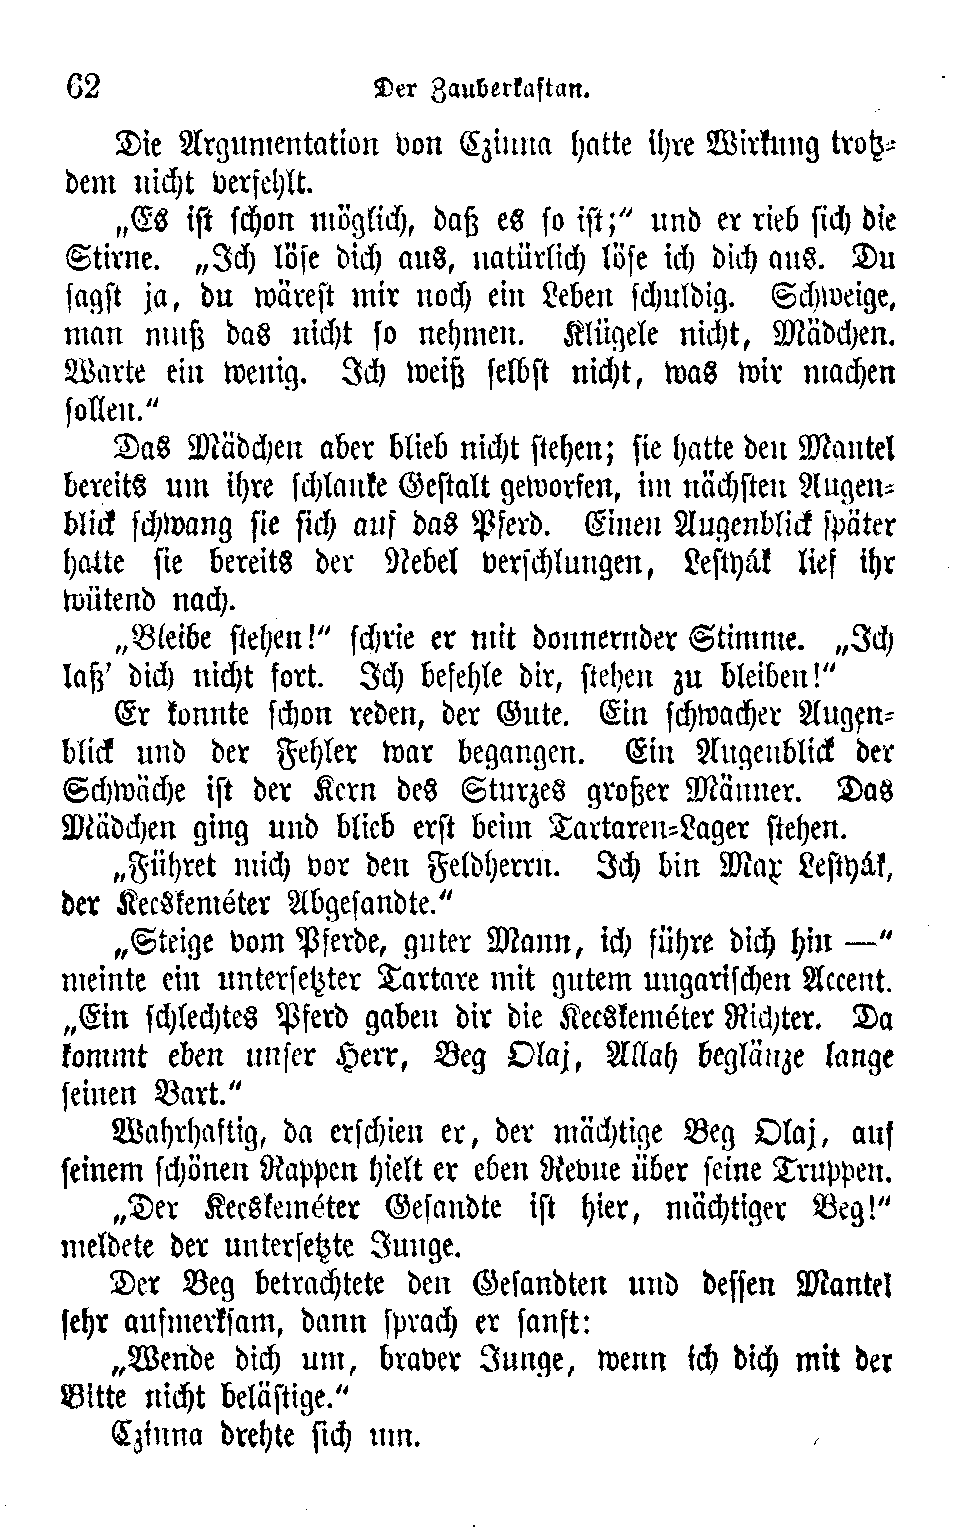 62 Der Zauberkaftan.
Die Argumentation von Czinna hatte ihre Wirkung trotz-
dem nicht verfehlt.
„Es ist schon möglich, daß es so ist;“ und er rieb sich die
Stirne. „Ich löse dich aus, natürlich löse ich dich aus. Du
sagst ja, du wärest mir noch ein Leben schuldig. Schweige,
man muß das nicht so nehmen. Klügele nicht, Mädchen.
Warte ein wenig. Ich weiß selbst nicht, was wir machen
sollen.“
Das Mädchen aber blieb nicht stehen; sie hatte den Mantel
bereits um ihre schlanke Gestalt geworfen, im nächsten Augen-
blick schwang sie sich auf das Pferd. Einen Augenblick später
hatte sie bereits der Nebel verschlungen, Lestyák lief ihr
wütend nach.
„Bleibe stehen!“ schrie er mit donnernder Stimme. „Ich
laß’ dich nicht fort. Ich befehle dir, stehen zu bleiben!“
Er konnte schon reden, der Gute. Ein schwacher Augen-
blick und der Fehler war begangen. Ein Augenblick der
Schwäche ist der Kern des Sturzes großer Männer. Das
Mädchen ging und blieb erst beim Tartaren-Lager stehen.
„Führet mich vor den Feldherrn. Ich bin Max Lestyák,
der Kecskeméter Abgesandte.“
„Steige vom Pferde, guter Mann, ich führe dich hin —“
meinte ein untersetzter Tartare mit gutem ungarischen Accent.
„Ein schlechtes Pferd gaben dir die Kecskeméter Richter. Da
kommt eben unser Herr, Beg Olaj, Allah beglänze lange
seinen Bart.“
Wahrhaftig, da erschien er, der mächtige Beg Olaj, auf
seinem schönen Rappen hielt er eben Revue über seine Truppen.
„Der Kecskeméter Gesandte ist hier, mächtiger Beg!“
meldete der untersetzte Junge.
Der Beg betrachtete den Gesandten und dessen Mantel
sehr aufmerksam, dann sprach er sanft:
„Wende dich um, braver Junge, wenn ich dich mit der
Bitte nicht belästige.“
Czinna drehte sich um.